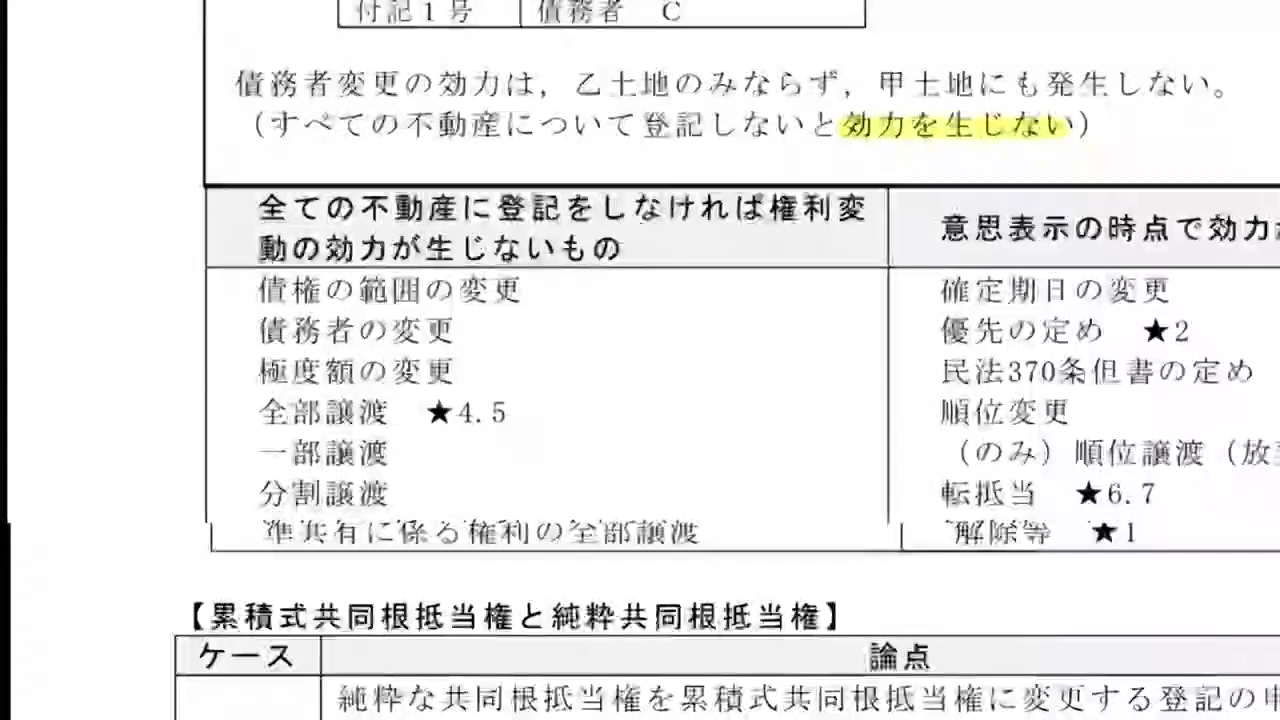 付記1号 債務者 C
債務者変更の効力は，乙土地のみならず，甲土地にも発生しない。
（すべての不動産について登記しないと効力を生じない）
全ての不動産に登記をしなければ権利変
動の効力が生じないもの
意思表示の時点で効力
債権の範囲の変更
債務者の変更
極度額の変更
全部譲渡 ★4.5
一部譲渡
分割譲渡
準共有に係る権利の全部譲渡
確定期日の変更
優先の定め ★2
民法370条但書の定め
順位変更
（のみ）順位譲渡（放
転抵当 ★6.7
解除等 ★1
【累積式共同根抵当権と純粋共同根抵当権】
ケース 論点
純粋な共同根抵当権を累積式共同根抵当権に変更する登記の申